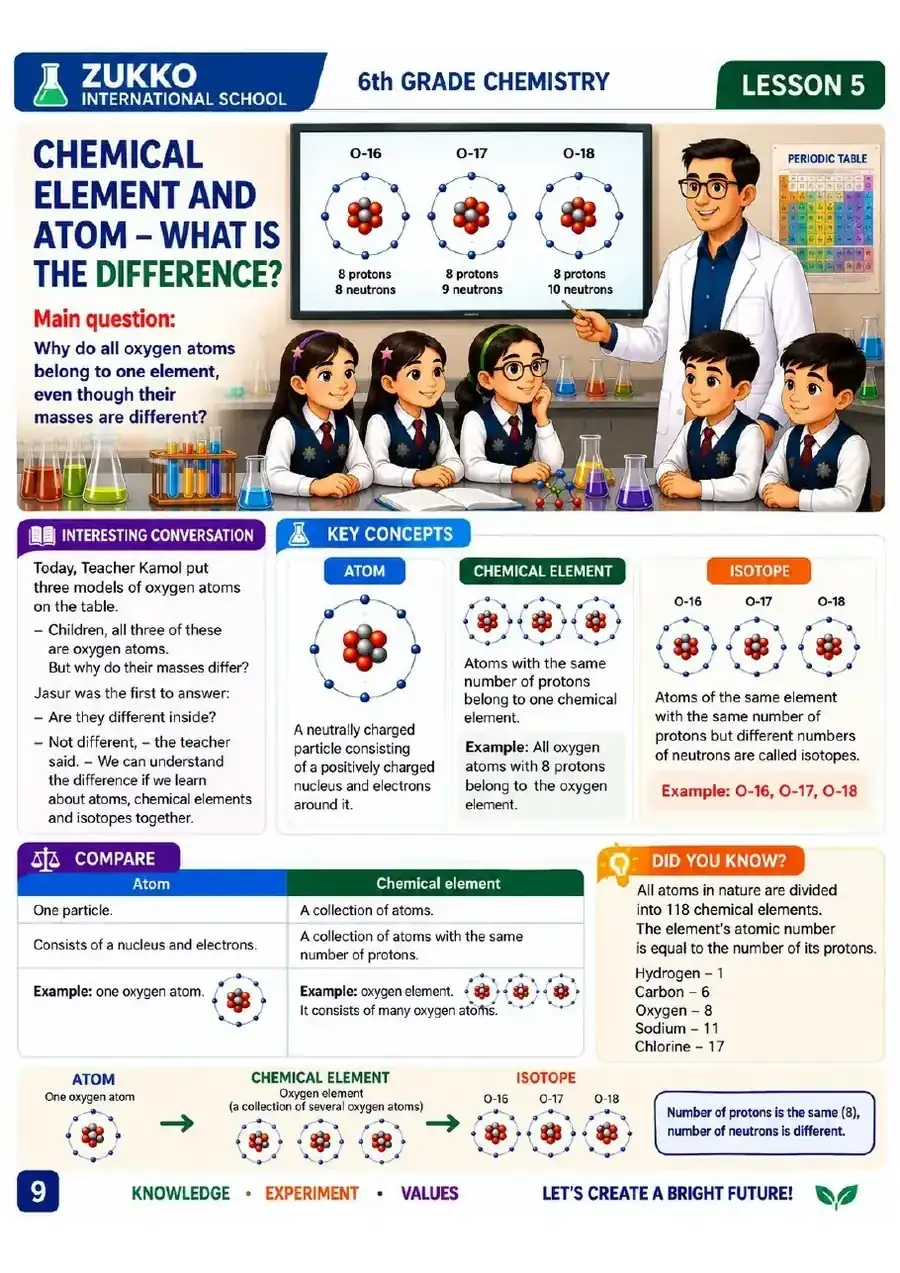 ZUKKO
INTERNATIONAL SCHOOL
6th GRADE CHEMISTRY
LESSON 5
CHEMICAL
ELEMENT AND
ATOM – WHAT IS
THE DIFFERENCE?
Main question:
Why do all oxygen atoms
belong to one element,
even though their
masses are different?
O-16
O-17
O-18
8 protons
8 neutrons
8 protons
9 neutrons
8 protons
10 neutrons
PERIODIC TABLE
INTERESTING CONVERSATION
Today, Teacher Kamol put
three models of oxygen atoms
on the table.
– Children, all three of these
are oxygen atoms.
But why do their masses differ?
Jasur was the first to answer:
– Are they different inside?
– Not different, – the teacher
said. – We can understand
the difference if we learn
about atoms, chemical elements
and isotopes together.
KEY CONCEPTS
ATOM
A neutrally charged
particle consisting
of a positively charged
nucleus and electrons
around it.
CHEMICAL ELEMENT
Atoms with the same
number of protons
belong to one chemical
element.
Example: All oxygen
atoms with 8 protons
belong to the oxygen
element.
ISOTOPE
O-16
O-17
O-18
Atoms of the same element
with the same number of
protons but different numbers
of neutrons are called isotopes.
Example: O-16, O-17, O-18
COMPARE
Atom
Chemical element
One particle.
A collection of atoms.
Consists of a nucleus and electrons.
A collection of atoms with the same
number of protons.
Example: one oxygen atom.
Example: oxygen element.
It consists of many oxygen atoms.
DID YOU KNOW?
All atoms in nature are divided
into 118 chemical elements.
The element's atomic number
is equal to the number of its protons.
Hydrogen – 1
Carbon – 6
Oxygen – 8
Sodium – 11
Chlorine – 17
ATOM
One oxygen atom
CHEMICAL ELEMENT
Oxygen element
(a collection of several oxygen atoms)
ISOTOPE
O-16
O-17
O-18
Number of protons is the same (8),
number of neutrons is different.
9
KNOWLEDGE • EXPERIMENT • VALUES
LET'S CREATE A BRIGHT FUTURE!